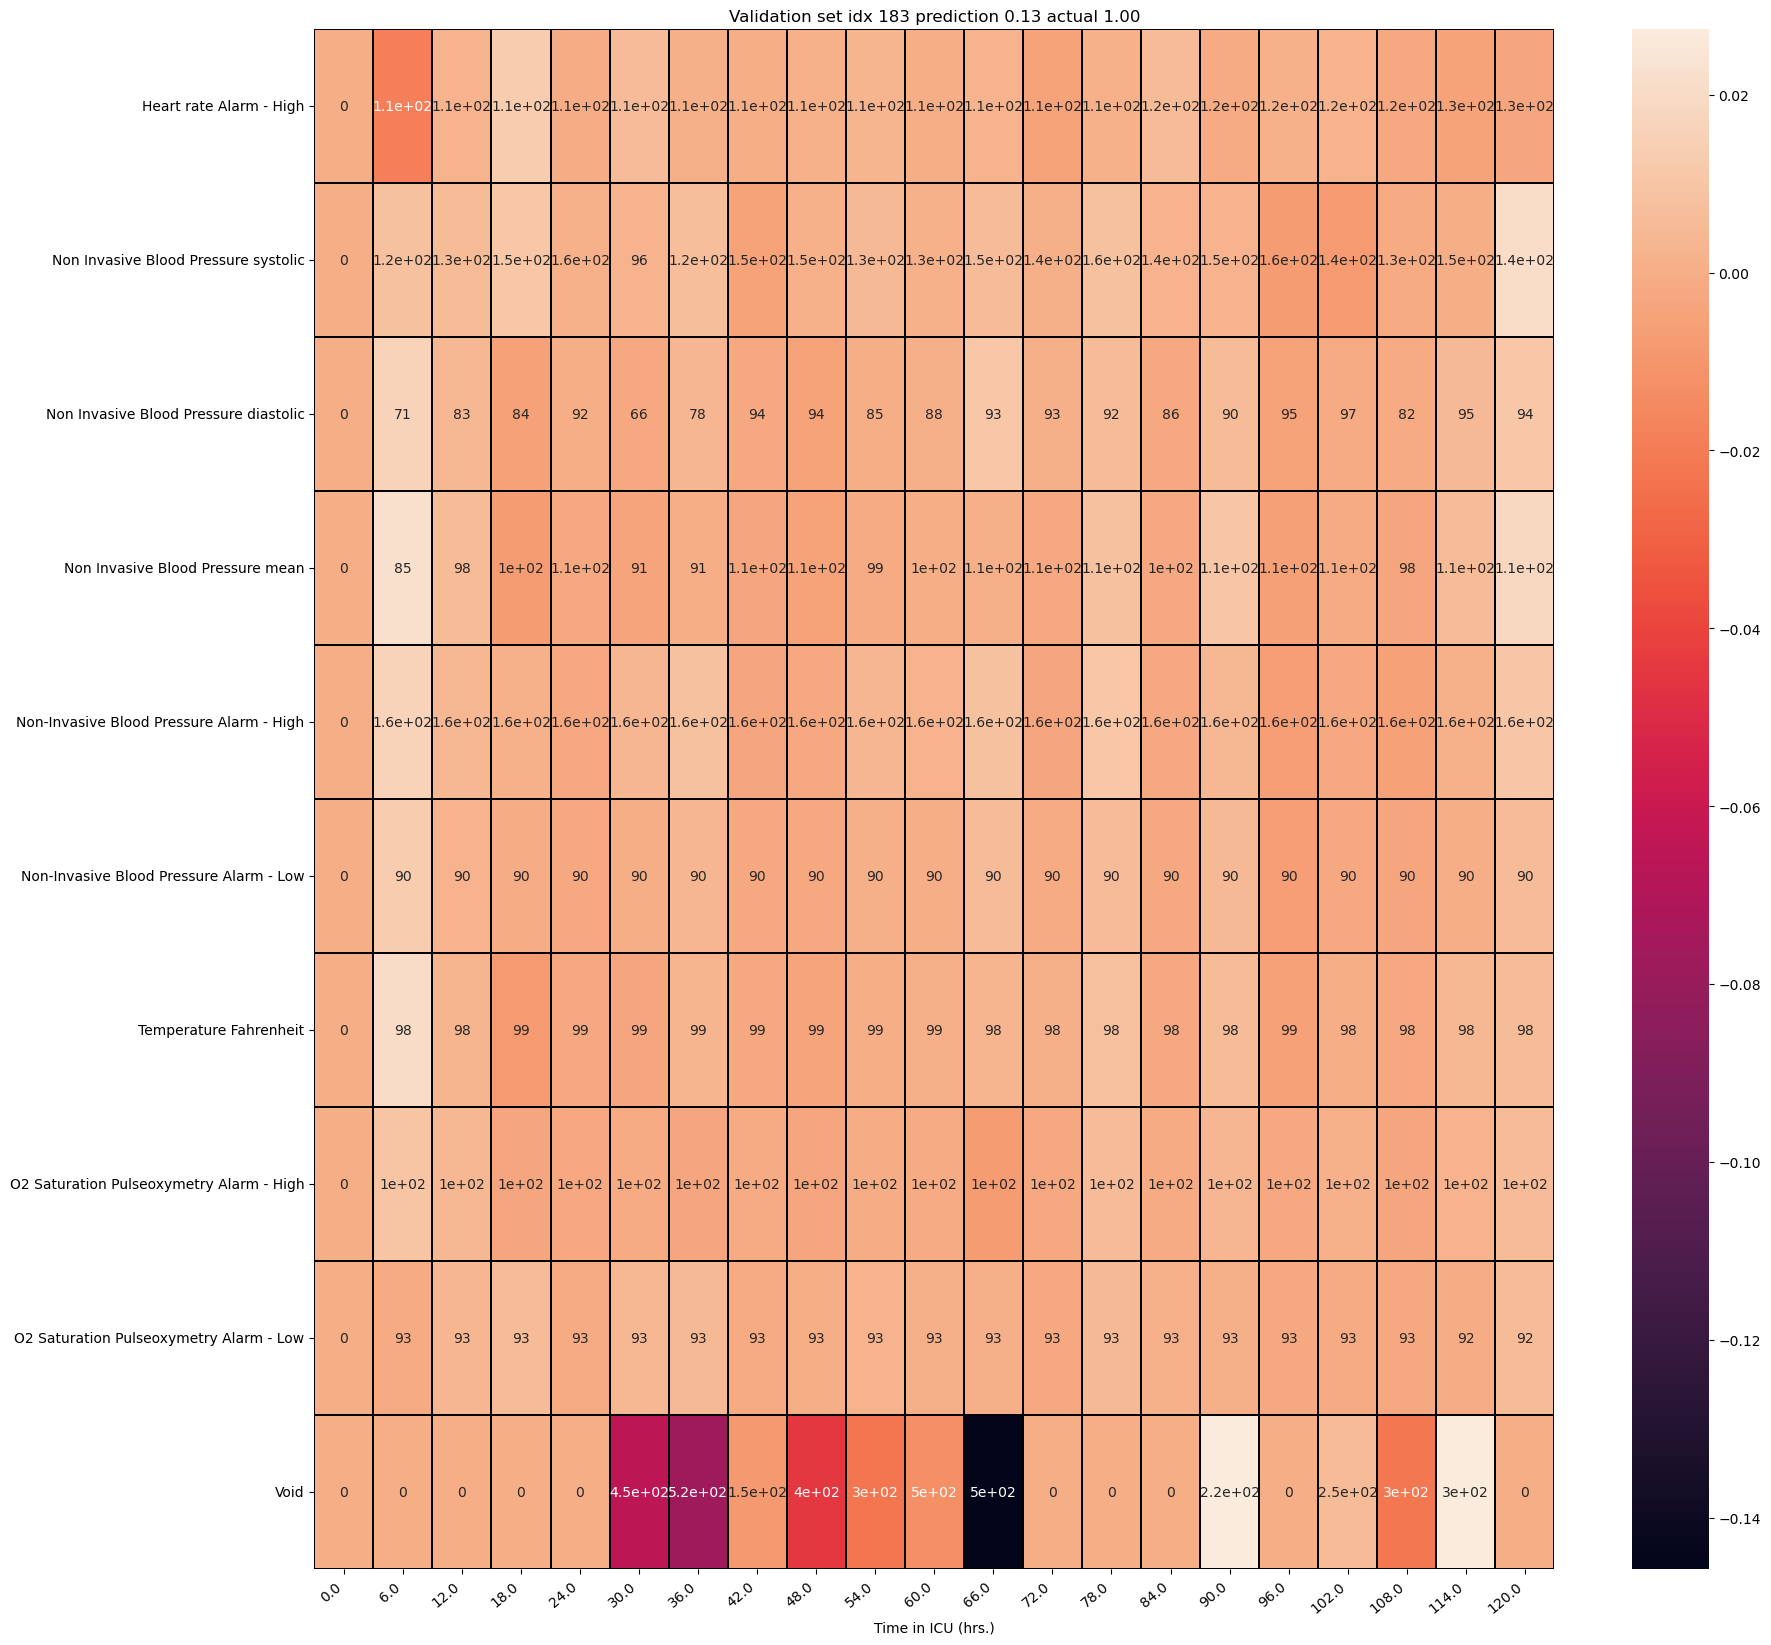 Validation set idx 183 prediction 0.13 actual 1.00
Heart rate Alarm - High 0 1.1e+02 1.1e+02 1.1e+02 1.1e+02 1.1e+02 1.1e+02 1.1e+02 1.1e+02 1.1e+02 1.1e+02 1.1e+02 1.1e+02 1.1e+02 1.2e+02 1.2e+02 1.2e+02 1.2e+02 1.2e+02 1.3e+02 1.3e+02
Non Invasive Blood Pressure systolic 0 1.2e+02 1.3e+02 1.5e+02 1.6e+02 96 1.2e+02 1.5e+02 1.5e+02 1.3e+02 1.3e+02 1.5e+02 1.4e+02 1.6e+02 1.4e+02 1.5e+02 1.6e+02 1.4e+02 1.3e+02 1.5e+02 1.4e+02
Non Invasive Blood Pressure diastolic 0 71 83 84 92 66 78 94 94 85 88 93 93 92 86 90 95 97 82 95 94
Non Invasive Blood Pressure mean 0 85 98 1e+02 1.1e+02 91 91 1.1e+02 1.1e+02 99 1e+02 1.1e+02 1.1e+02 1.1e+02 1e+02 1.1e+02 1.1e+02 1.1e+02 98 1.1e+02 1.1e+02
Non-Invasive Blood Pressure Alarm - High 0 1.6e+02 1.6e+02 1.6e+02 1.6e+02 1.6e+02 1.6e+02 1.6e+02 1.6e+02 1.6e+02 1.6e+02 1.6e+02 1.6e+02 1.6e+02 1.6e+02 1.6e+02 1.6e+02 1.6e+02 1.6e+02 1.6e+02 1.6e+02
Non-Invasive Blood Pressure Alarm - Low 0 90 90 90 90 90 90 90 90 90 90 90 90 90 90 90 90 90 90 90 90
Temperature Fahrenheit 0 98 98 99 99 99 99 99 99 99 99 98 98 98 98 98 99 98 98 98 98
O2 Saturation Pulseoxymetry Alarm - High 0 1e+02 1e+02 1e+02 1e+02 1e+02 1e+02 1e+02 1e+02 1e+02 1e+02 1e+02 1e+02 1e+02 1e+02 1e+02 1e+02 1e+02 1e+02 1e+02 1e+02
O2 Saturation Pulseoxymetry Alarm - Low 0 93 93 93 93 93 93 93 93 93 93 93 93 93 93 93 93 93 93 92 92
Void 0 0 0 0 0 4.5e+02 5.2e+02 1.5e+02 4e+02 3e+02 5e+02 5e+02 0 0 0 2.2e+02 0 2.5e+02 3e+02 3e+02 0
0.0 6.0 12.0 18.0 24.0 30.0 36.0 42.0 48.0 54.0 60.0 66.0 72.0 78.0 84.0 90.0 96.0 102.0 108.0 114.0 120.0
Time in ICU (hrs.)
0.02
0.00
−0.02
−0.04
−0.06
−0.08
−0.10
−0.12
−0.14